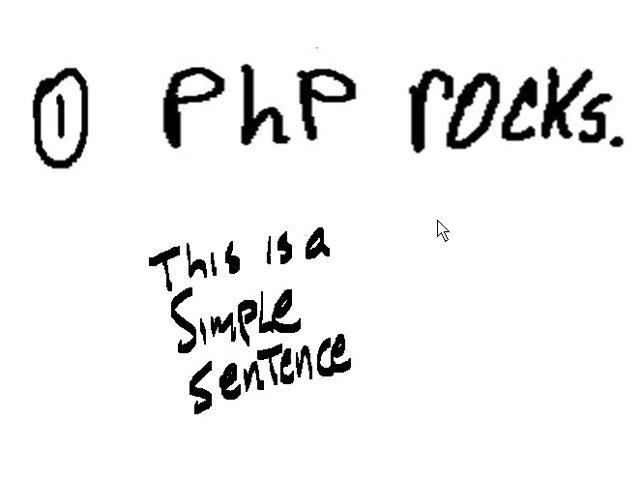 ① PhP rocks.
This is a
Simple
Sentence